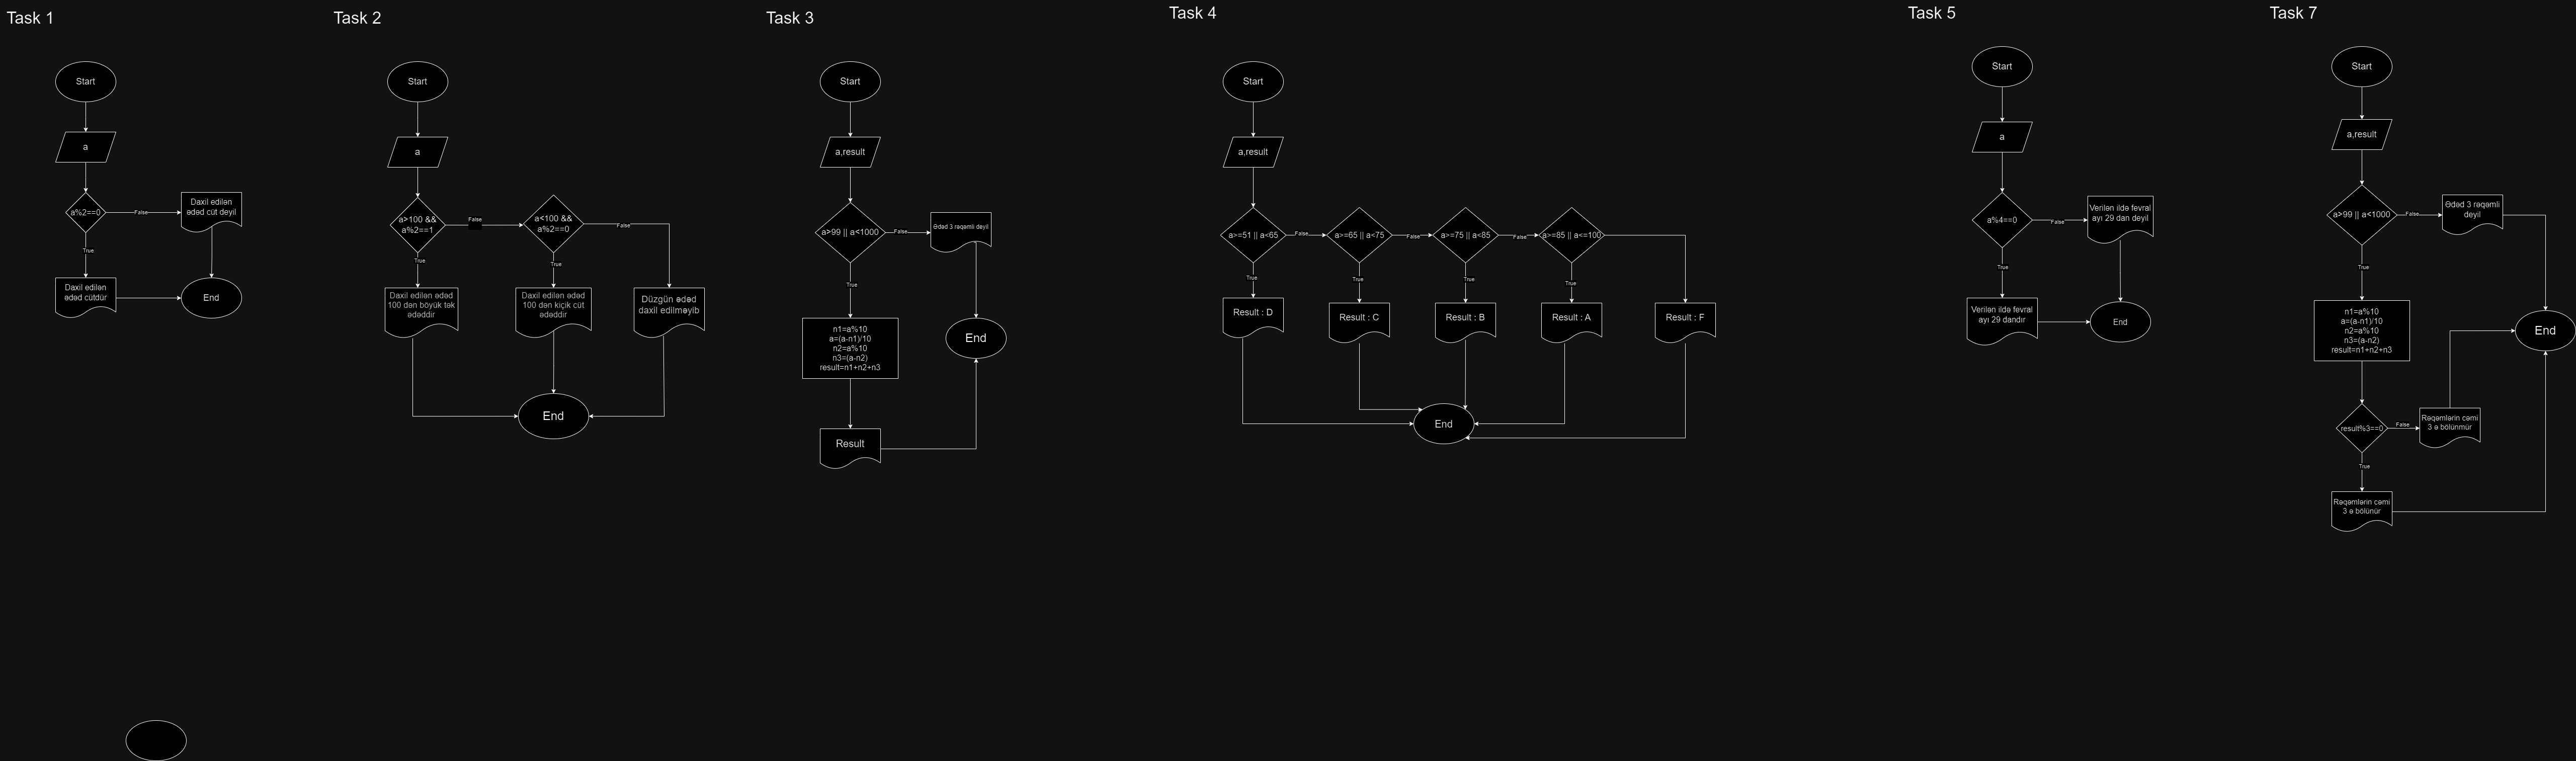 Task 1
Start
a
a%2==0
False
Daxil edilən
ədəd cüt deyil
True
Daxil edilən
ədəd cütdür
End
Task 2
Start
a
a>100 &&
a%2==1
False
a<100 &&
a%2==0
False
True
True
Daxil edilən ədəd
100 dən böyük tək
ədəddir
Daxil edilən ədəd
100 dən kiçik cüt
ədəddir
Düzgün ədəd
daxil edilməyib
End
Task 3
Start
a,result
a>99 || a<1000
False
Ədəd 3 rəqəmli deyil
True
n1=a%10
a=(a-n1)/10
n2=a%10
n3=(a-n2)
result=n1+n2+n3
End
Result
Task 4
Start
a,result
a>=51 || a<65
False
a>=65 || a<75
False
a>=75 || a<85
False
a>=85 || a<=100
True
True
True
True
Result : D
Result : C
Result : B
Result : A
Result : F
End
Task 5
Start
a
a%4==0
False
Verilən ildə fevral
ayı 29 dan deyil
True
Verilən ildə fevral
ayı 29 dandır
End
Task 7
Start
a,result
a>99 || a<1000
False
Ədəd 3 rəqəmli
deyil
True
n1=a%10
a=(a-n1)/10
n2=a%10
n3=(a-n2)
result=n1+n2+n3
End
result%3==0
False
Rəqəmlərin cəmi
3 ə bölünmür
True
Rəqəmlərin cəmi
3 ə bölünür